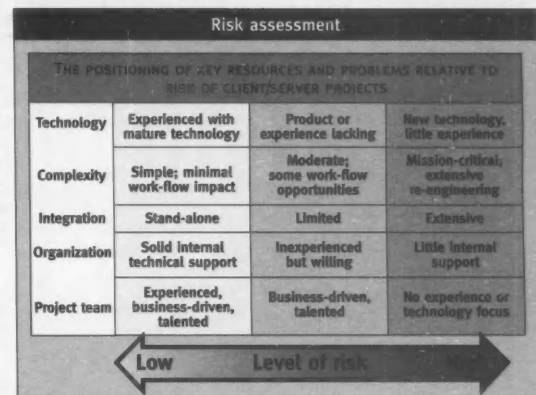 Risk assessment
THE POSITIONING OF KEY RESOURCES AND PROBLEMS RELATIVE TO
RISK OF CLIENT/SERVER PROJECTS
Technology
Experienced with
mature technology
Product or
experience lacking
New technology,
little experience
Complexity
Simple; minimal
work-flow impact
Moderate;
some work-flow
opportunities
Mission-critical,
extensive
re-engineering
Integration
Stand-alone
Limited
Extensive
Organization
Solid internal
technical support
Inexperienced
but willing
Little internal
support
Project team
Experienced,
business-driven,
talented
Business-driven,
talented
No experience or
technology focus
Low
Level of risk